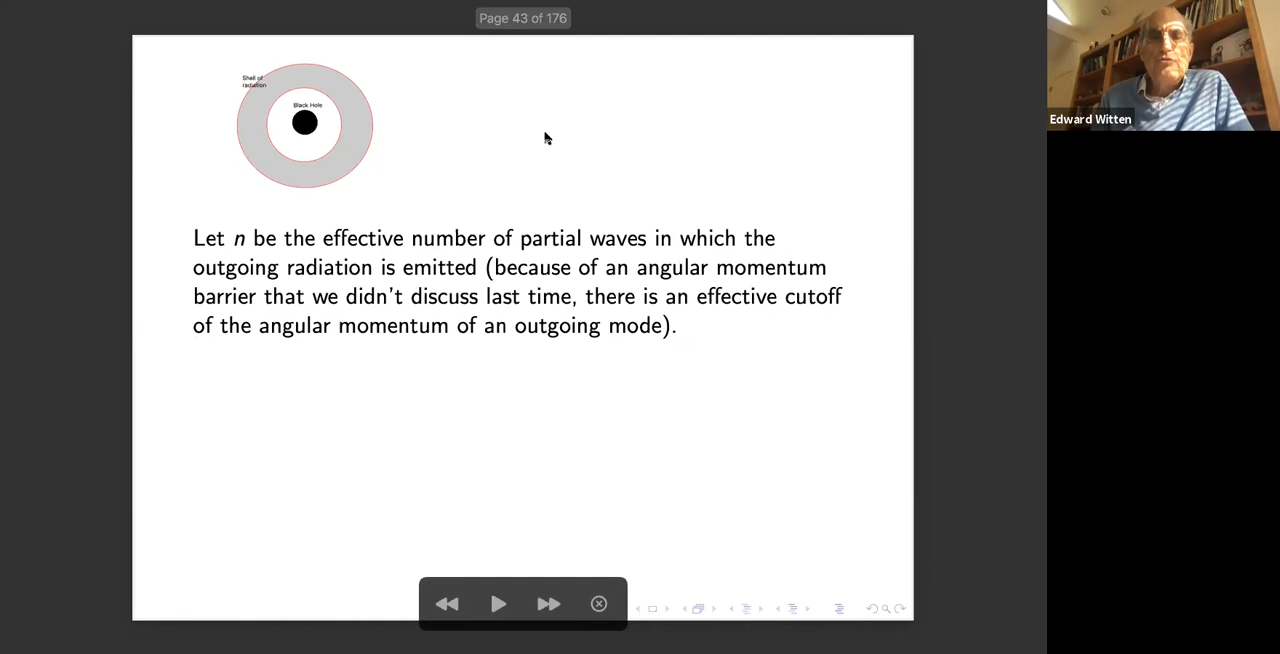 Page 43 of 176
Shell of
radiation
Black Hole
Edward Witten
Let n be the effective number of partial waves in which the
outgoing radiation is emitted (because of an angular momentum
barrier that we didn't discuss last time, there is an effective cutoff
of the angular momentum of an outgoing mode).